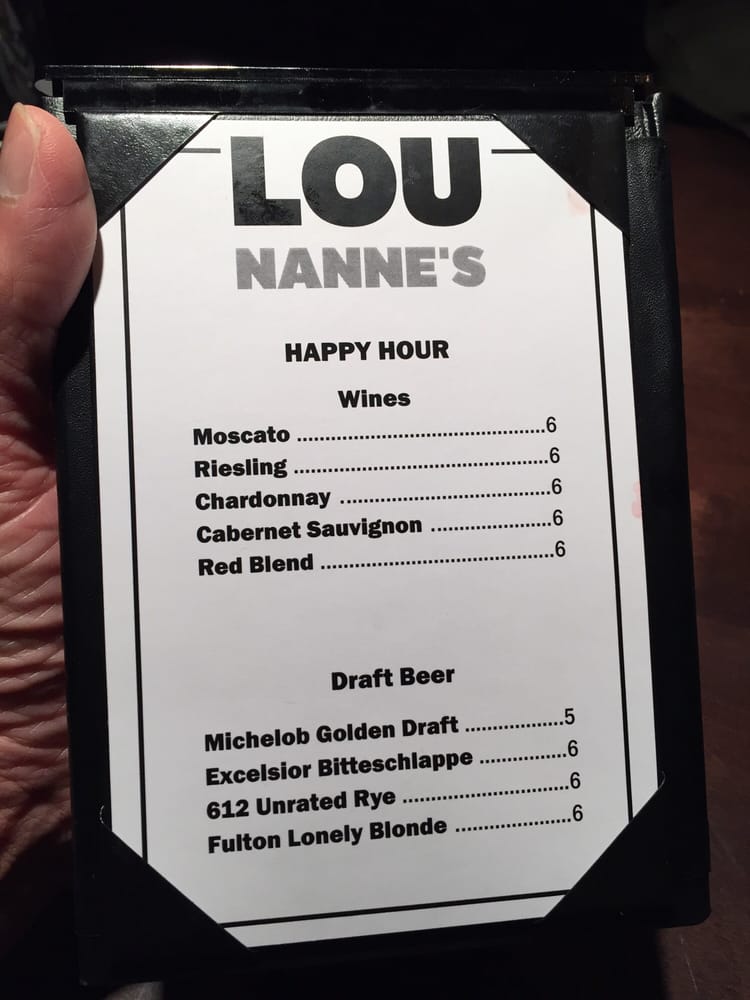 LOU
NANNE'S
HAPPY HOUR
Wines
Moscato ............................................6
Riesling .............................................6
Chardonnay .....................................6
Cabernet Sauvignon .....................6
Red Blend .........................................6
Draft Beer
Michelob Golden Draft .................5
Excelsior Bitteschlappe ...............6
612 Unrated Rye .............................6
Fulton Lonely Blonde ....................6